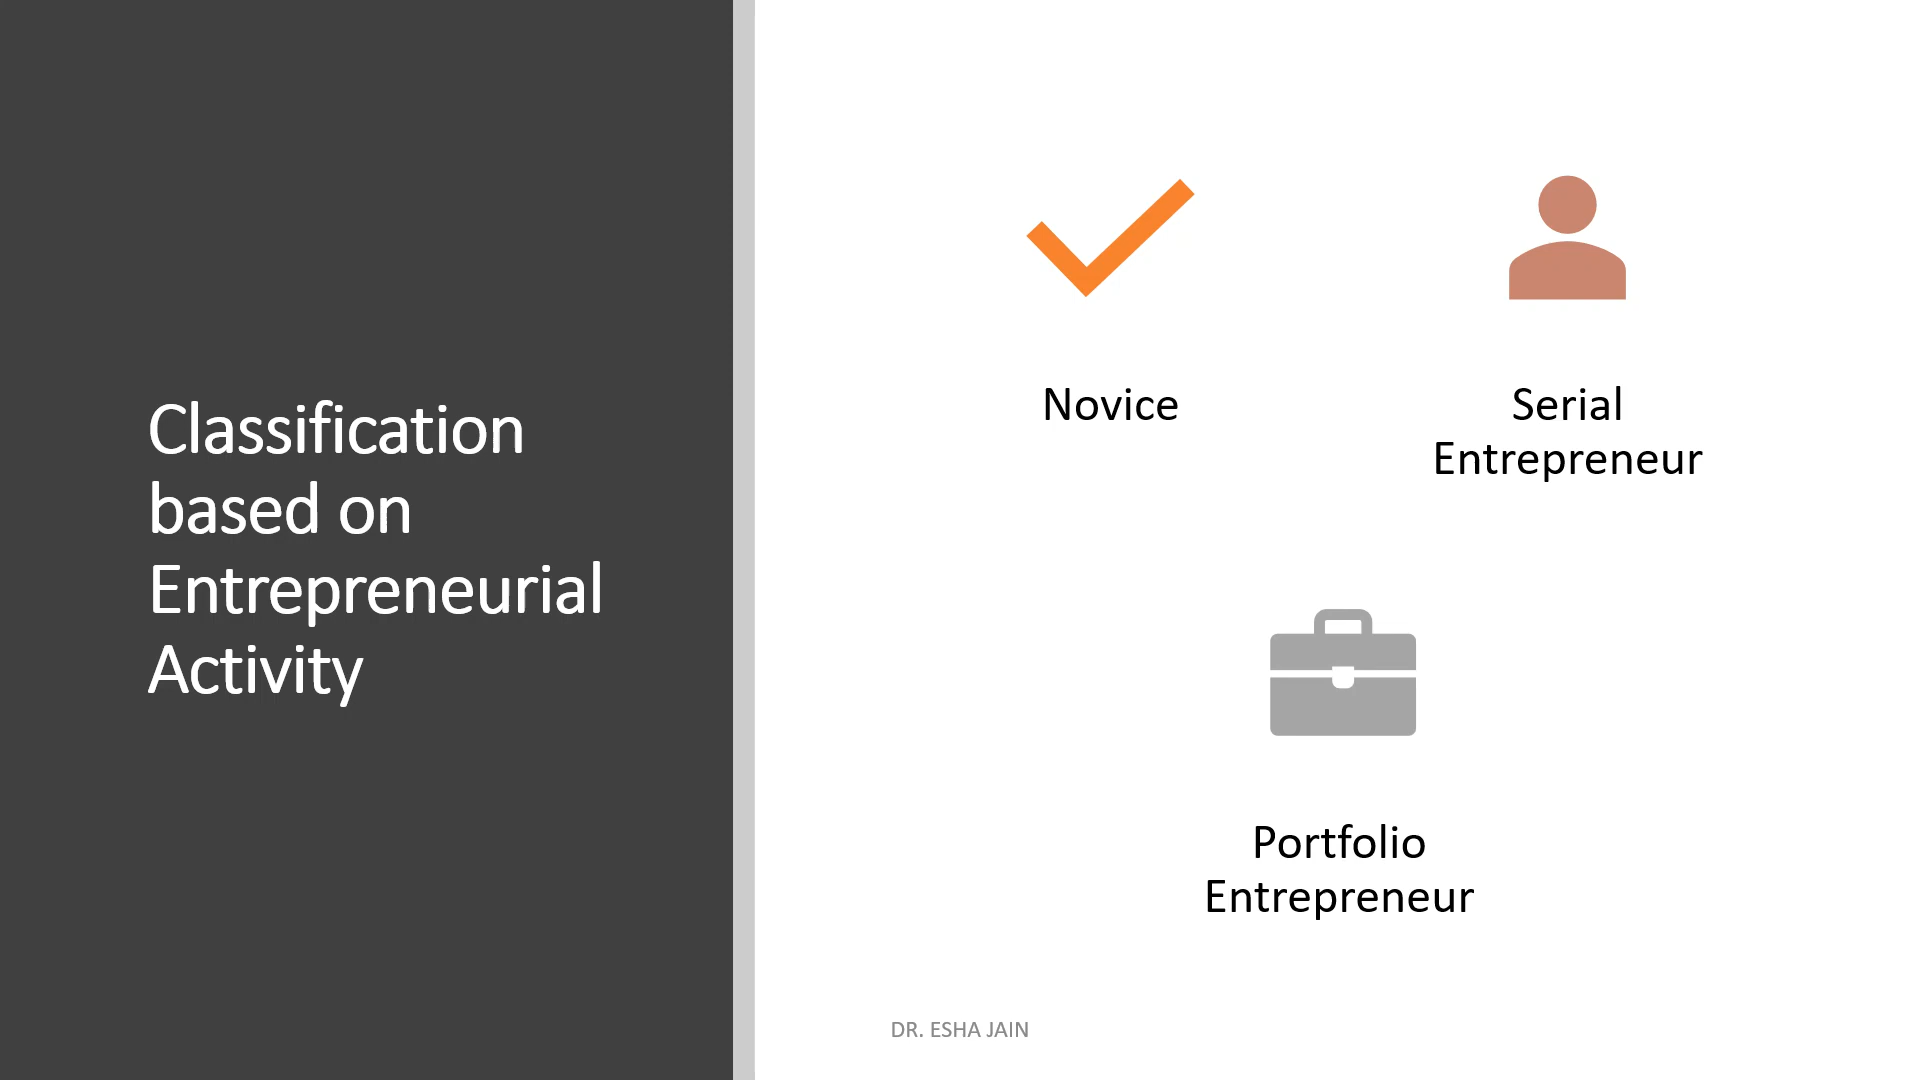 Classification
based on
Entrepreneurial
Activity
Novice
Serial
Entrepreneur
Portfolio
Entrepreneur
DR. ESHA JAIN